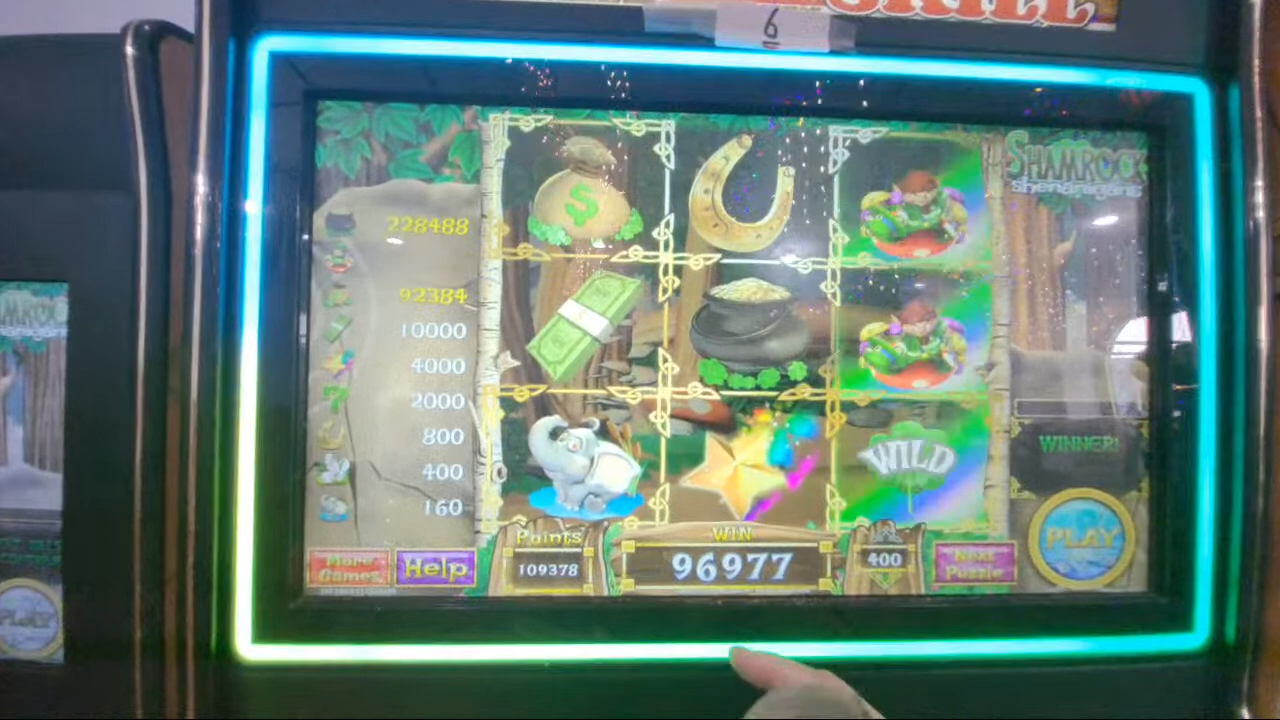 6
SHAMROCK
shenanigans
228488
92384
10000
4000
2000
800
400
160
$
WILD
WINNER!
PLAY
More Games
Help
Points
109378
WIN
96977
400
Next Puzzle
PLAY